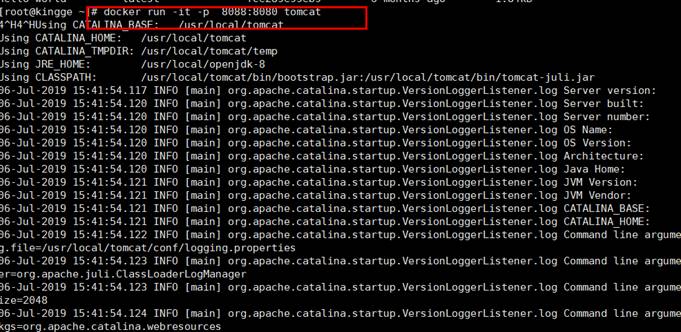 [root@kingge ~]# docker run -it -p  8088:8080 tomcat
4^H4^HUsing CATALINA_BASE:   /usr/local/tomcat
Using CATALINA_HOME:   /usr/local/tomcat
Using CATALINA_TMPDIR: /usr/local/tomcat/temp
Using JRE_HOME:        /usr/local/openjdk-8
Using CLASSPATH:       /usr/local/tomcat/bin/bootstrap.jar:/usr/local/tomcat/bin/tomcat-juli.jar
06-Jul-2019 15:41:54.117 INFO [main] org.apache.catalina.startup.VersionLoggerListener.log Server version:
06-Jul-2019 15:41:54.120 INFO [main] org.apache.catalina.startup.VersionLoggerListener.log Server built:
06-Jul-2019 15:41:54.120 INFO [main] org.apache.catalina.startup.VersionLoggerListener.log Server number:
06-Jul-2019 15:41:54.120 INFO [main] org.apache.catalina.startup.VersionLoggerListener.log OS Name:
06-Jul-2019 15:41:54.120 INFO [main] org.apache.catalina.startup.VersionLoggerListener.log OS Version:
06-Jul-2019 15:41:54.120 INFO [main] org.apache.catalina.startup.VersionLoggerListener.log Architecture:
06-Jul-2019 15:41:54.120 INFO [main] org.apache.catalina.startup.VersionLoggerListener.log Java Home:
06-Jul-2019 15:41:54.121 INFO [main] org.apache.catalina.startup.VersionLoggerListener.log JVM Version:
06-Jul-2019 15:41:54.121 INFO [main] org.apache.catalina.startup.VersionLoggerListener.log JVM Vendor:
06-Jul-2019 15:41:54.121 INFO [main] org.apache.catalina.startup.VersionLoggerListener.log CATALINA_BASE:
06-Jul-2019 15:41:54.121 INFO [main] org.apache.catalina.startup.VersionLoggerListener.log CATALINA_HOME:
06-Jul-2019 15:41:54.122 INFO [main] org.apache.catalina.startup.VersionLoggerListener.log Command line argume
g.file=/usr/local/tomcat/conf/logging.properties
06-Jul-2019 15:41:54.123 INFO [main] org.apache.catalina.startup.VersionLoggerListener.log Command line argume
er=org.apache.juli.ClassLoaderLogManager
06-Jul-2019 15:41:54.123 INFO [main] org.apache.catalina.startup.VersionLoggerListener.log Command line argume
ize=2048
06-Jul-2019 15:41:54.124 INFO [main] org.apache.catalina.startup.VersionLoggerListener.log Command line argume
kgs=org.apache.catalina.webresources